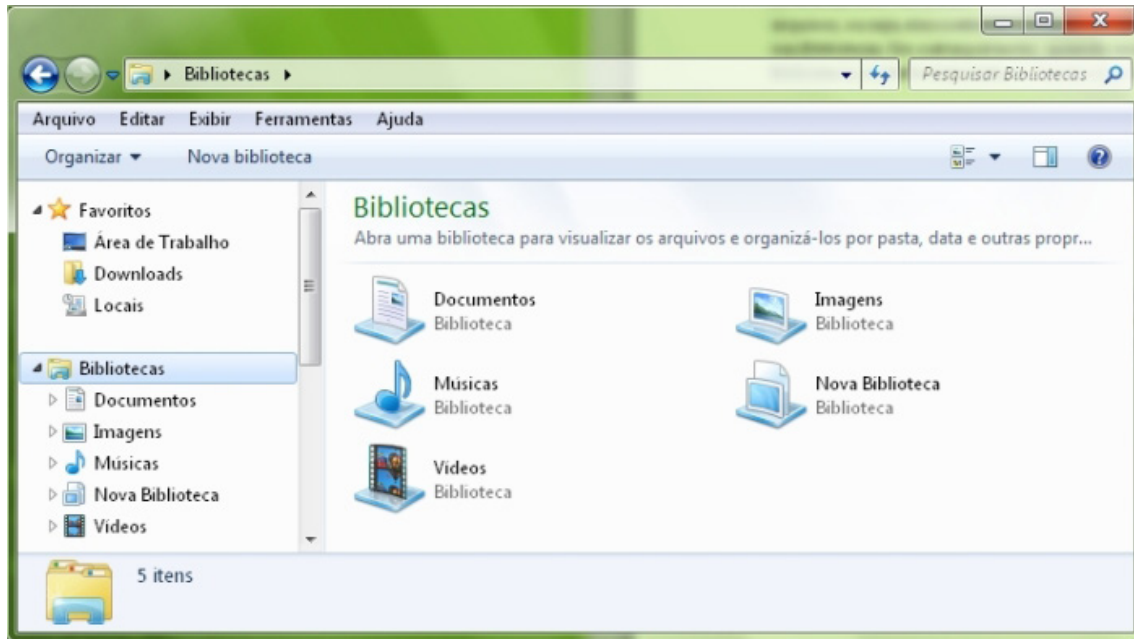 Bibliotecas
Pesquisar Bibliotecas
Arquivo Editar Exibir Ferramentas Ajuda
Organizar Nova biblioteca
Favoritos
Área de Trabalho
Downloads
Locais
Bibliotecas
Documentos
Imagens
Músicas
Nova Biblioteca
Vídeos
Bibliotecas
Abra uma biblioteca para visualizar os arquivos e organizá-los por pasta, data e outras propr...
Documentos
Biblioteca
Imagens
Biblioteca
Músicas
Biblioteca
Nova Biblioteca
Biblioteca
Vídeos
Biblioteca
5 itens